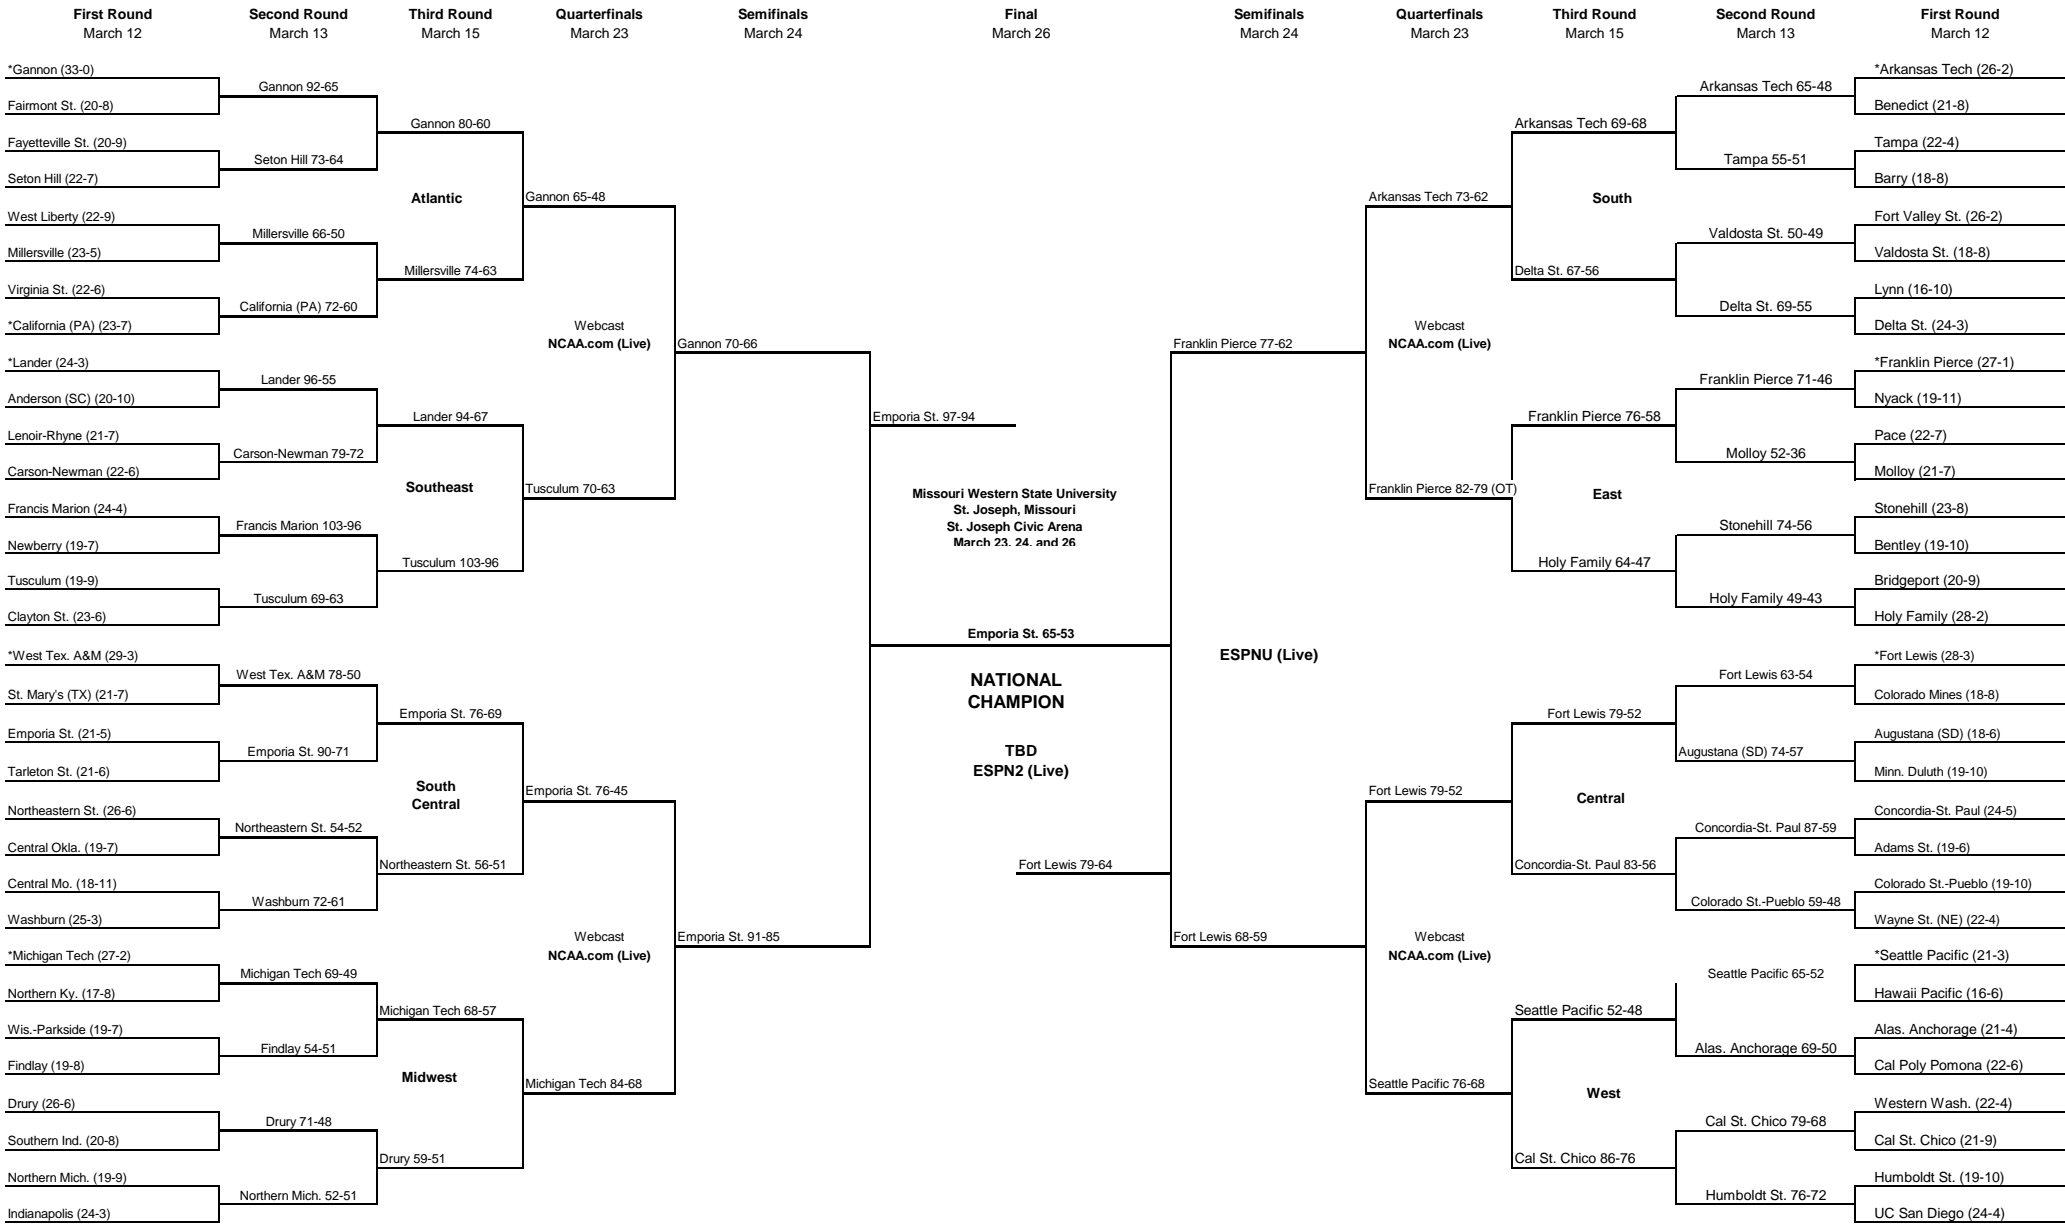 First Round
March 12
Second Round
March 13
Third Round
March 15
Quarterfinals
March 23
Semifinals
March 24
Final
March 26
Semifinals
March 24
Quarterfinals
March 23
Third Round
March 15
Second Round
March 13
First Round
March 12
*Gannon (33-0)
Fairmont St. (20-8)
Fayetteville St. (20-9)
Seton Hill (22-7)
West Liberty (22-9)
Millersville (23-5)
Virginia St. (22-6)
*California (PA) (23-7)
*Lander (24-3)
Anderson (SC) (20-10)
Lenoir-Rhyne (21-7)
Carson-Newman (22-6)
Francis Marion (24-4)
Newberry (19-7)
Tusculum (19-9)
Clayton St. (23-6)
*West Tex. A&M (29-3)
St. Mary's (TX) (21-7)
Emporia St. (21-5)
Tarleton St. (21-6)
Northeastern St. (26-6)
Central Okla. (19-7)
Central Mo. (18-11)
Washburn (25-3)
*Michigan Tech (27-2)
Northern Ky. (17-8)
Wis.-Parkside (19-7)
Findlay (19-8)
Drury (26-6)
Southern Ind. (20-8)
Northern Mich. (19-9)
Indianapolis (24-3)
Gannon 92-65
Seton Hill 73-64
Millersville 66-50
California (PA) 72-60
Lander 96-55
Carson-Newman 79-72
Francis Marion 103-96
Tusculum 69-63
West Tex. A&M 78-50
Emporia St. 90-71
Northeastern St. 54-52
Washburn 72-61
Michigan Tech 69-49
Findlay 54-51
Drury 71-48
Northern Mich. 52-51
Gannon 80-60
Atlantic
Millersville 74-63
Lander 94-67
Southeast
Tusculum 103-96
Emporia St. 76-69
South
Central
Northeastern St. 56-51
Michigan Tech 68-57
Midwest
Drury 59-51
Gannon 65-48
Webcast
NCAA.com (Live)
Tusculum 70-63
Emporia St. 76-45
Webcast
NCAA.com (Live)
Michigan Tech 84-68
Gannon 70-66
Emporia St. 91-85
Emporia St. 97-94
Missouri Western State University
St. Joseph, Missouri
St. Joseph Civic Arena
March 23, 24, and 26
Emporia St. 65-53
NATIONAL
CHAMPION
TBD
ESPN2 (Live)
Fort Lewis 79-64
Franklin Pierce 77-62
ESPNU (Live)
Fort Lewis 68-59
Arkansas Tech 73-62
Webcast
NCAA.com (Live)
Franklin Pierce 82-79 (OT)
Fort Lewis 79-52
Webcast
NCAA.com (Live)
Seattle Pacific 76-68
Arkansas Tech 69-68
South
Delta St. 67-56
Franklin Pierce 76-58
East
Holy Family 64-47
Fort Lewis 79-52
Central
Concordia-St. Paul 83-56
Seattle Pacific 52-48
West
Cal St. Chico 86-76
Arkansas Tech 65-48
Tampa 55-51
Valdosta St. 50-49
Delta St. 69-55
Franklin Pierce 71-46
Molloy 52-36
Stonehill 74-56
Holy Family 49-43
Fort Lewis 63-54
Augustana (SD) 74-57
Concordia-St. Paul 87-59
Colorado St.-Pueblo 59-48
Seattle Pacific 65-52
Alas. Anchorage 69-50
Cal St. Chico 79-68
Humboldt St. 76-72
*Arkansas Tech (26-2)
Benedict (21-8)
Tampa (22-4)
Barry (18-8)
Fort Valley St. (26-2)
Valdosta St. (18-8)
Lynn (16-10)
Delta St. (24-3)
*Franklin Pierce (27-1)
Nyack (19-11)
Pace (22-7)
Molloy (21-7)
Stonehill (23-8)
Bentley (19-10)
Bridgeport (20-9)
Holy Family (28-2)
*Fort Lewis (28-3)
Colorado Mines (18-8)
Augustana (SD) (18-6)
Minn. Duluth (19-10)
Concordia-St. Paul (24-5)
Adams St. (19-6)
Colorado St.-Pueblo (19-10)
Wayne St. (NE) (22-4)
*Seattle Pacific (21-3)
Hawaii Pacific (16-6)
Alas. Anchorage (21-4)
Cal Poly Pomona (22-6)
Western Wash. (22-4)
Cal St. Chico (21-9)
Humboldt St. (19-10)
UC San Diego (24-4)